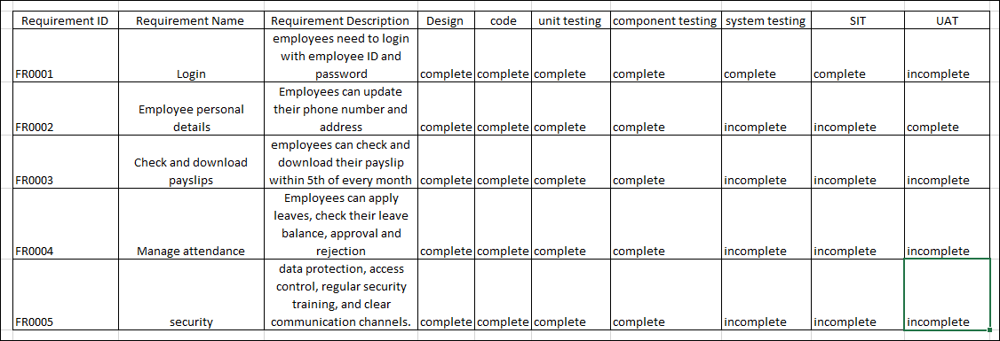 Requirement ID Requirement Name Requirement Description Design code unit testing component testing system testing SIT UAT
employees need to login
with employee ID and
FR0001 Login password complete complete complete complete complete complete incomplete
Employees can update
Employee personal their phone number and
FR0002 details address complete complete complete complete incomplete incomplete complete
employees can check and
Check and download download their payslip
FR0003 payslips within 5th of every month complete complete complete complete incomplete incomplete incomplete
Employees can apply
leaves, check their leave
balance, approval and
FR0004 Manage attendance rejection complete complete complete complete incomplete incomplete incomplete
data protection, access
control, regular security
training, and clear
FR0005 security communication channels. complete complete complete complete incomplete incomplete incomplete